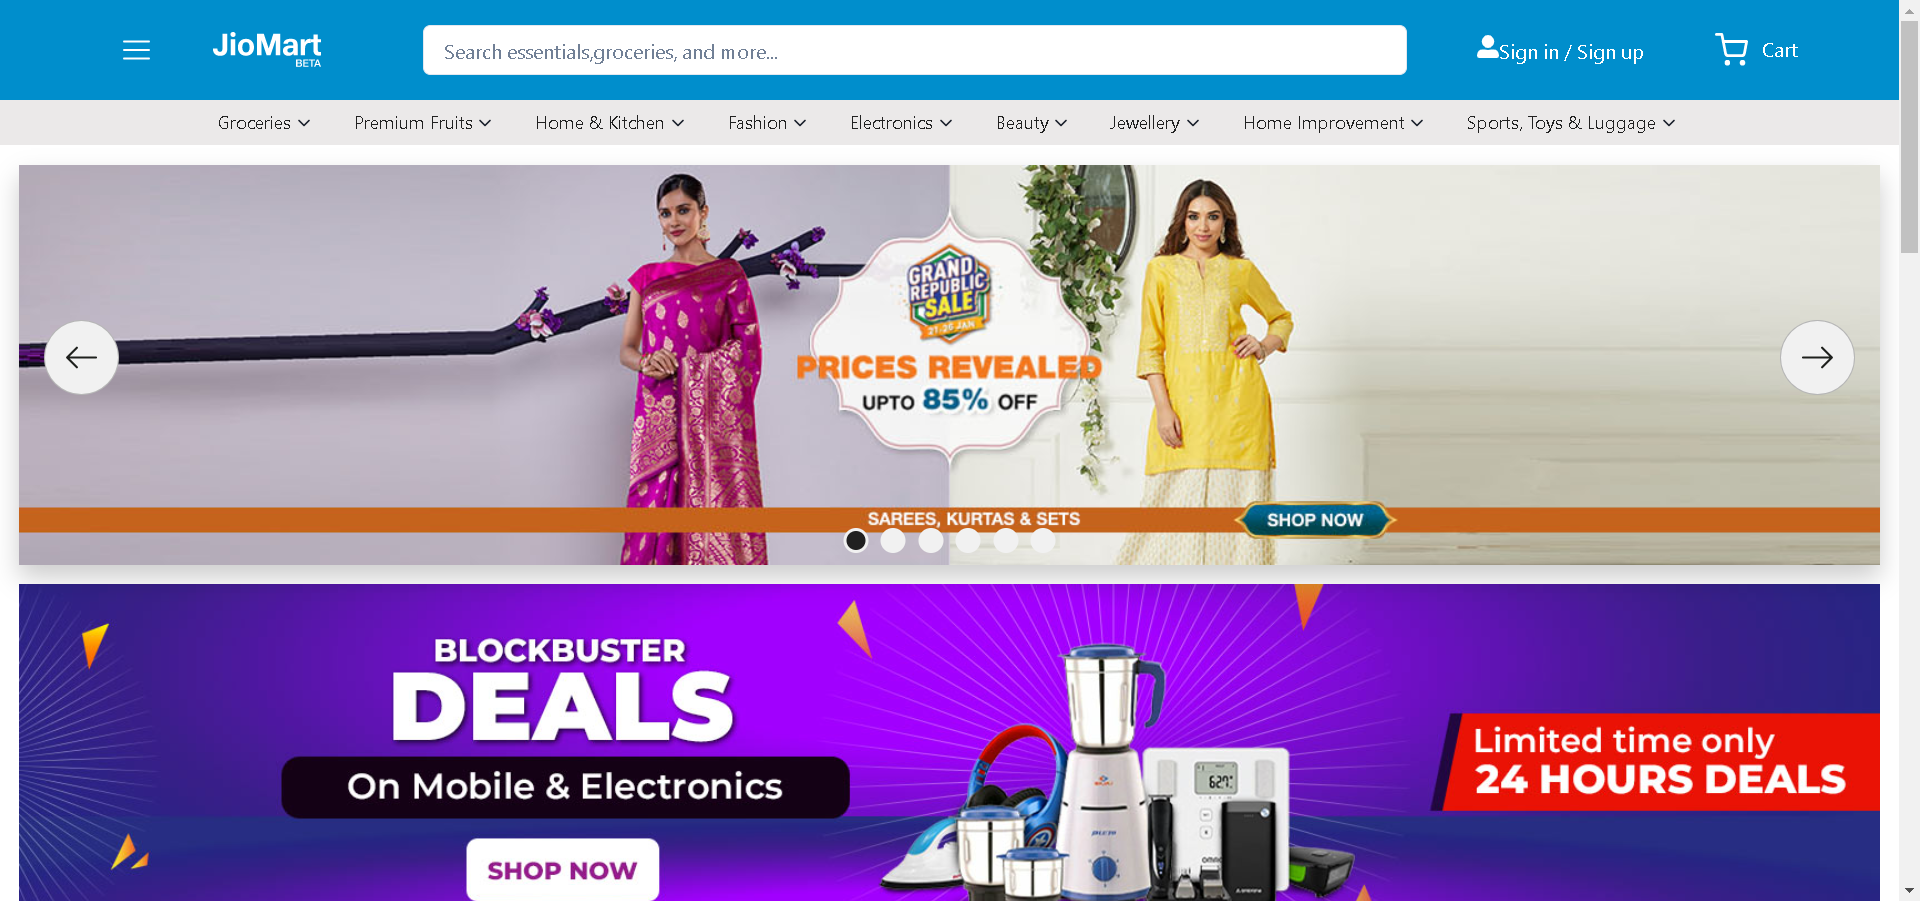 JioMart
BETA
Search essentials,groceries, and more...
Sign in / Sign up
Cart
Groceries
Premium Fruits
Home & Kitchen
Fashion
Electronics
Beauty
Jewellery
Home Improvement
Sports, Toys & Luggage
GRAND
REPUBLIC
SALE
21-26 JAN
PRICES REVEALED
UPTO 85% OFF
SAREES, KURTAS & SETS
SHOP NOW
BLOCKBUSTER
DEALS
On Mobile & Electronics
SHOP NOW
Limited time only
24 HOURS DEALS